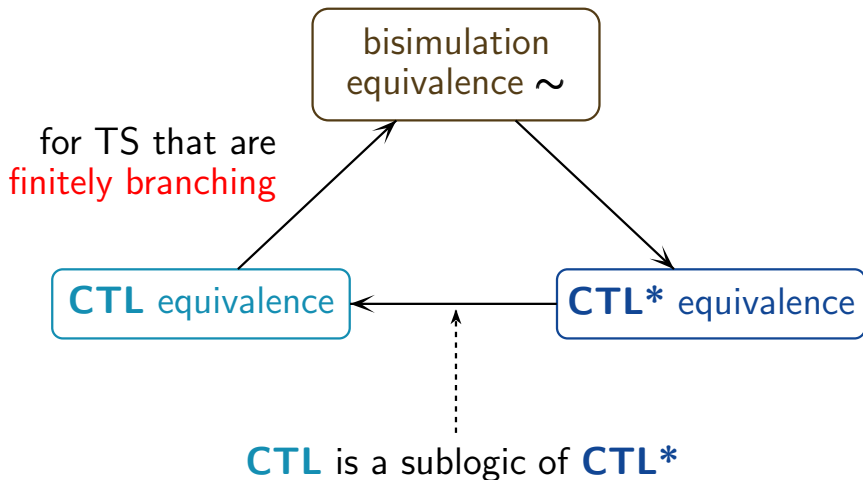 bisimulation
equivalence ∼
for TS that are
finitely branching
CTL equivalence
CTL* equivalence
CTL is a sublogic of CTL*